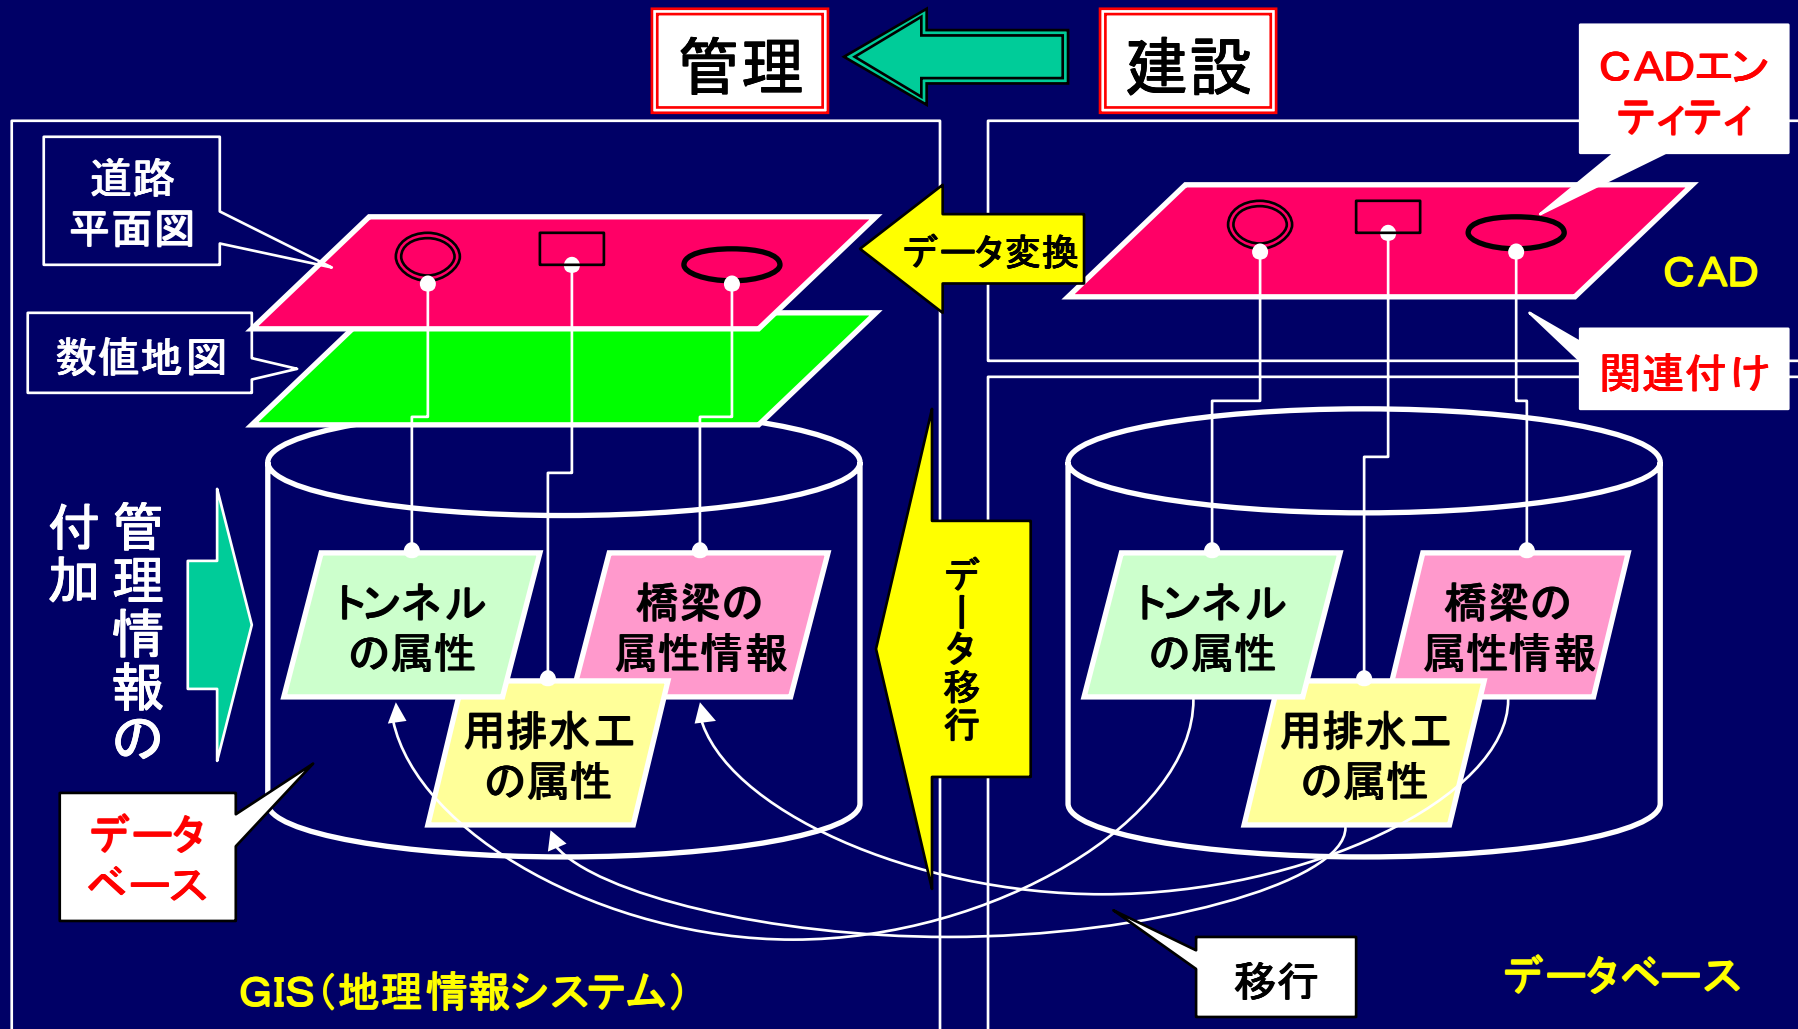 管理
建設
CADエン
ティティ
道路
平面図
データ変換
CAD
数値地図
関連付け
管理情報の
付加
トンネル
の属性
橋梁の
属性情報
用排水工
の属性
データ移行
トンネル
の属性
橋梁の
属性情報
用排水工
の属性
データ
ベース
移行
GIS(地理情報システム)
データベース